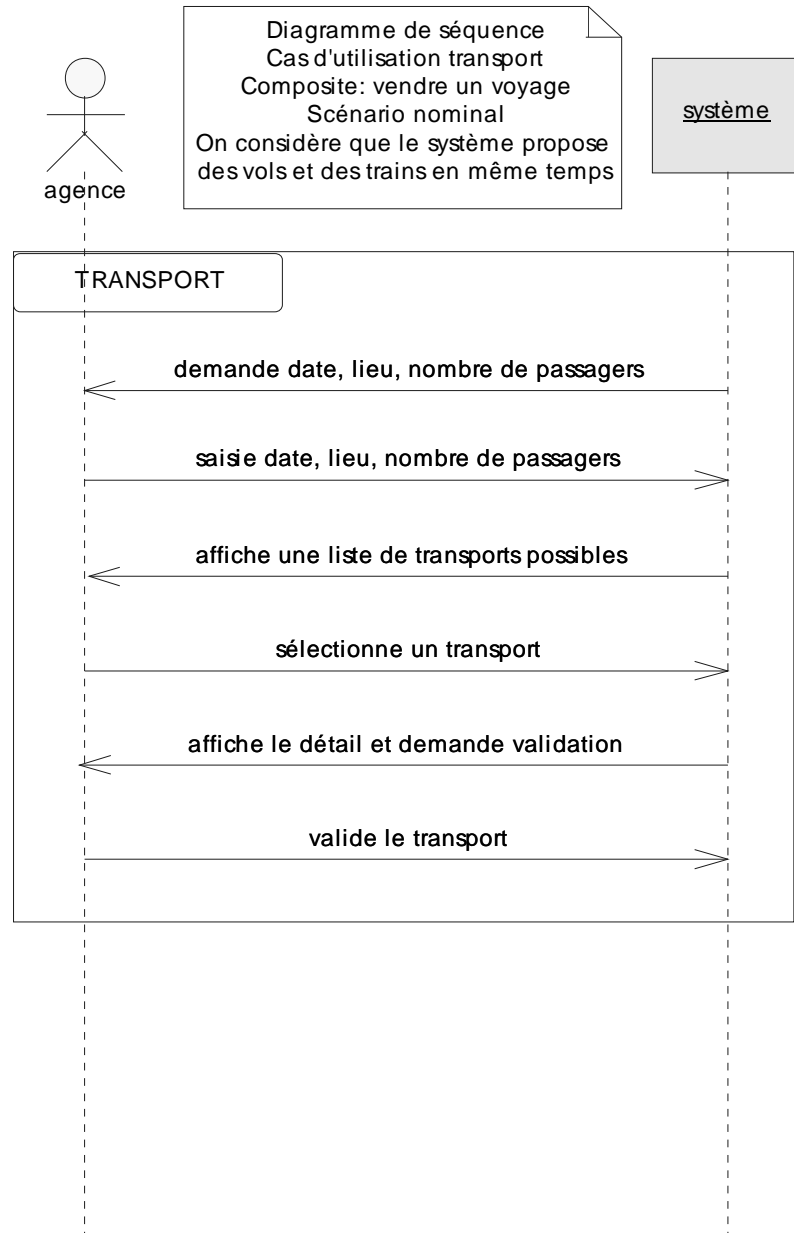 Diagramme de séquence
Cas d'utilisation transport
Composite: vendre un voyage
Scénario nominal
On considère que le système propose
des vols et des trains en même temps
système
agence
TRANSPORT
demande date, lieu, nombre de passagers
saisie date, lieu, nombre de passagers
affiche une liste de transports possibles
sélectionne un transport
affiche le détail et demande validation
valide le transport